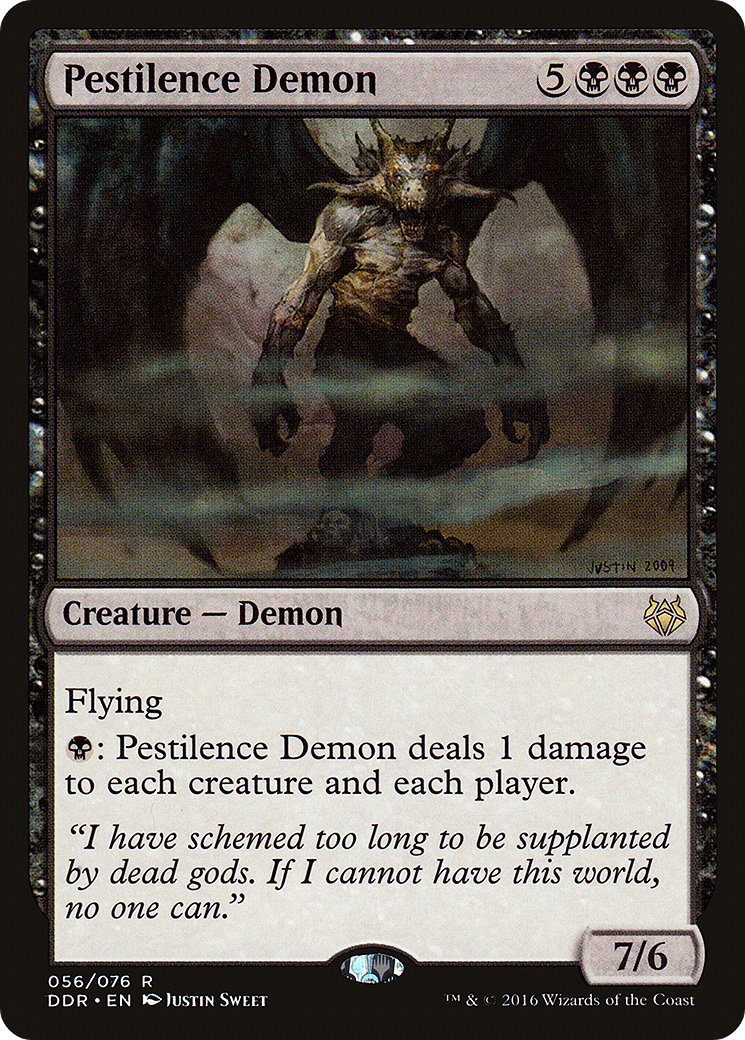 Pestilence Demon 5
JUSTIN 2009
Creature — Demon
Flying
: Pestilence Demon deals 1 damage
to each creature and each player.
“I have schemed too long to be supplanted
by dead gods. If I cannot have this world,
no one can.”
7/6
056/076 R
DDR • EN Justin Sweet
™ & © 2016 Wizards of the Coast